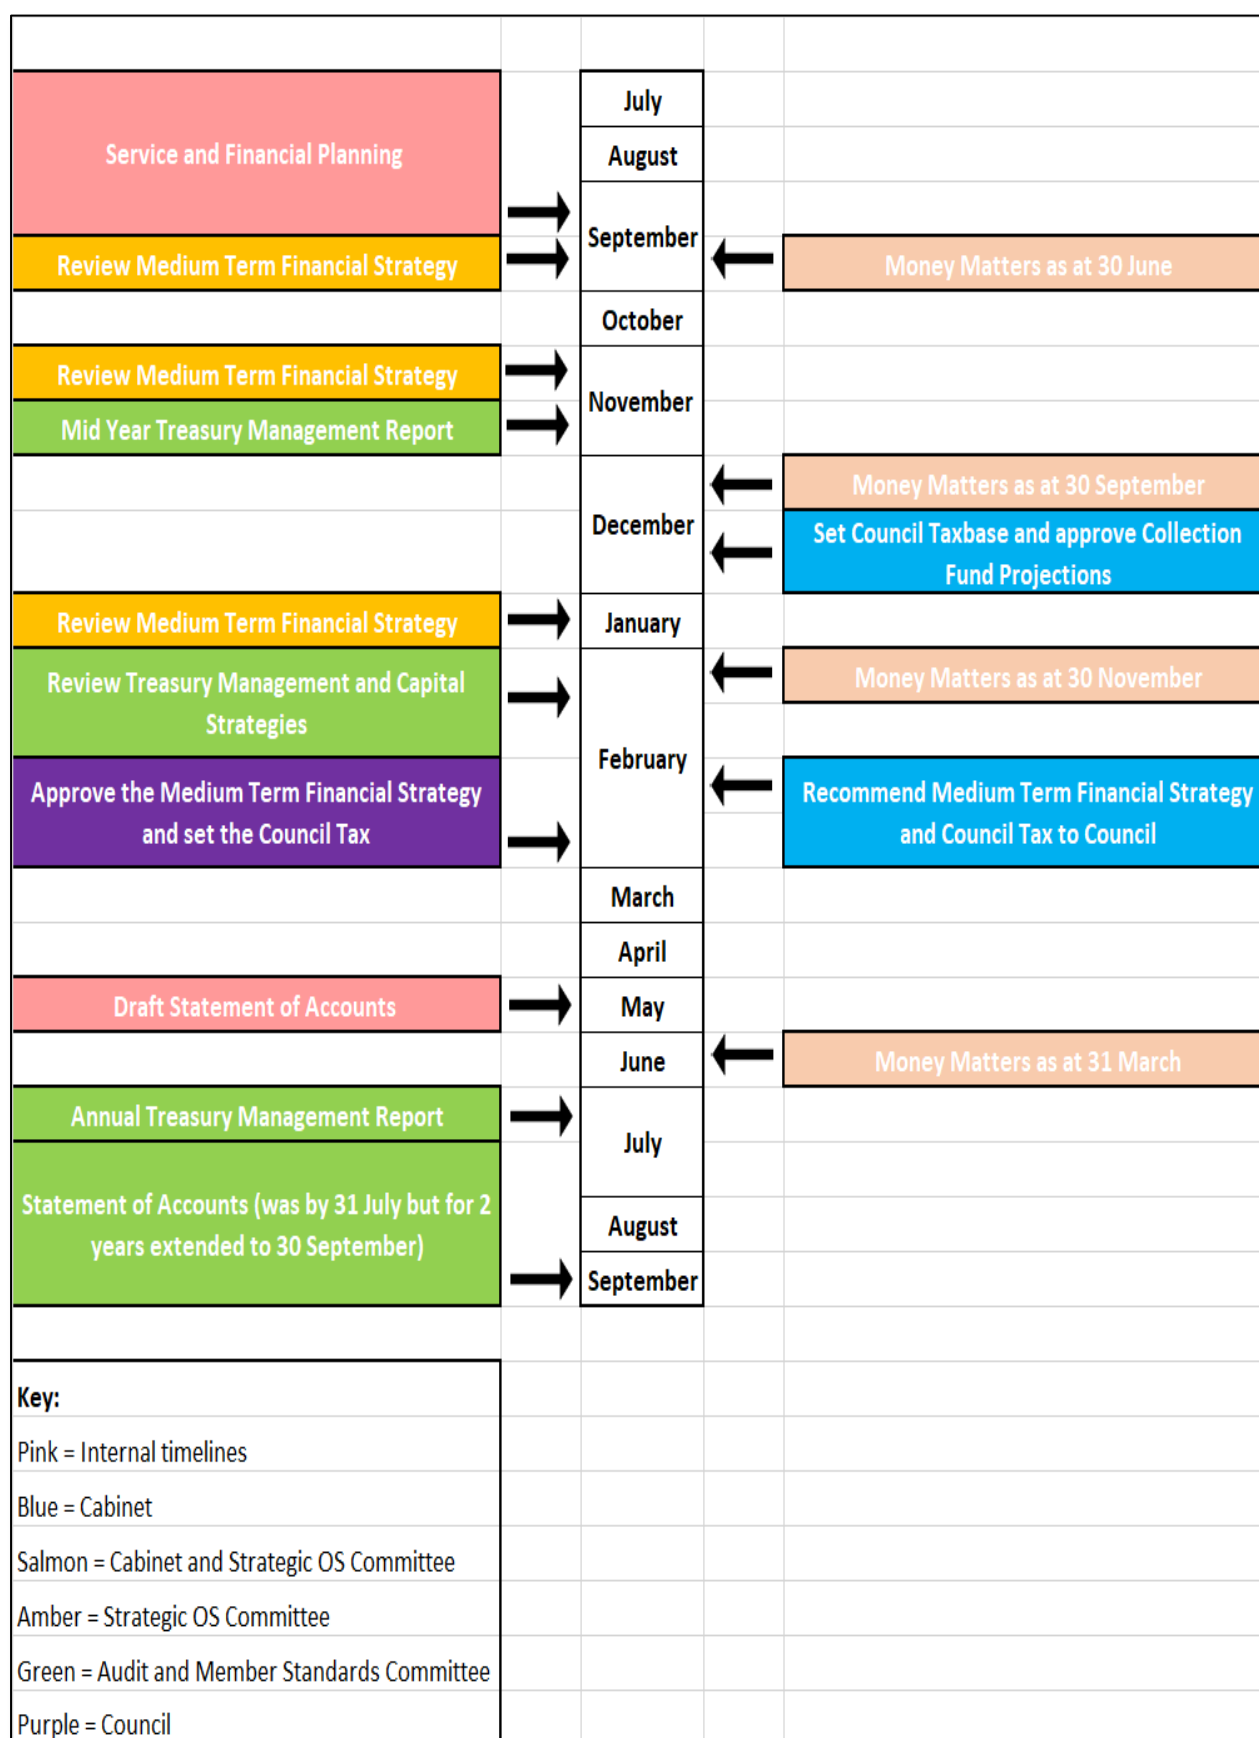 July
Service and Financial Planning
August
September
Review Medium Term Financial Strategy
Money Matters as at 30 June
October
Review Medium Term Financial Strategy
November
Mid Year Treasury Management Report
Money Matters as at 30 September
December
Set Council Taxbase and approve Collection
Fund Projections
Review Medium Term Financial Strategy
January
Review Treasury Management and Capital
Strategies
Money Matters as at 30 November
February
Approve the Medium Term Financial Strategy
and set the Council Tax
Recommend Medium Term Financial Strategy
and Council Tax to Council
March
April
Draft Statement of Accounts
May
June
Money Matters as at 31 March
Annual Treasury Management Report
July
Statement of Accounts (was by 31 July but for 2
years extended to 30 September)
August
September
Key:
Pink = Internal timelines
Blue = Cabinet
Salmon = Cabinet and Strategic OS Committee
Amber = Strategic OS Committee
Green = Audit and Member Standards Committee
Purple = Council